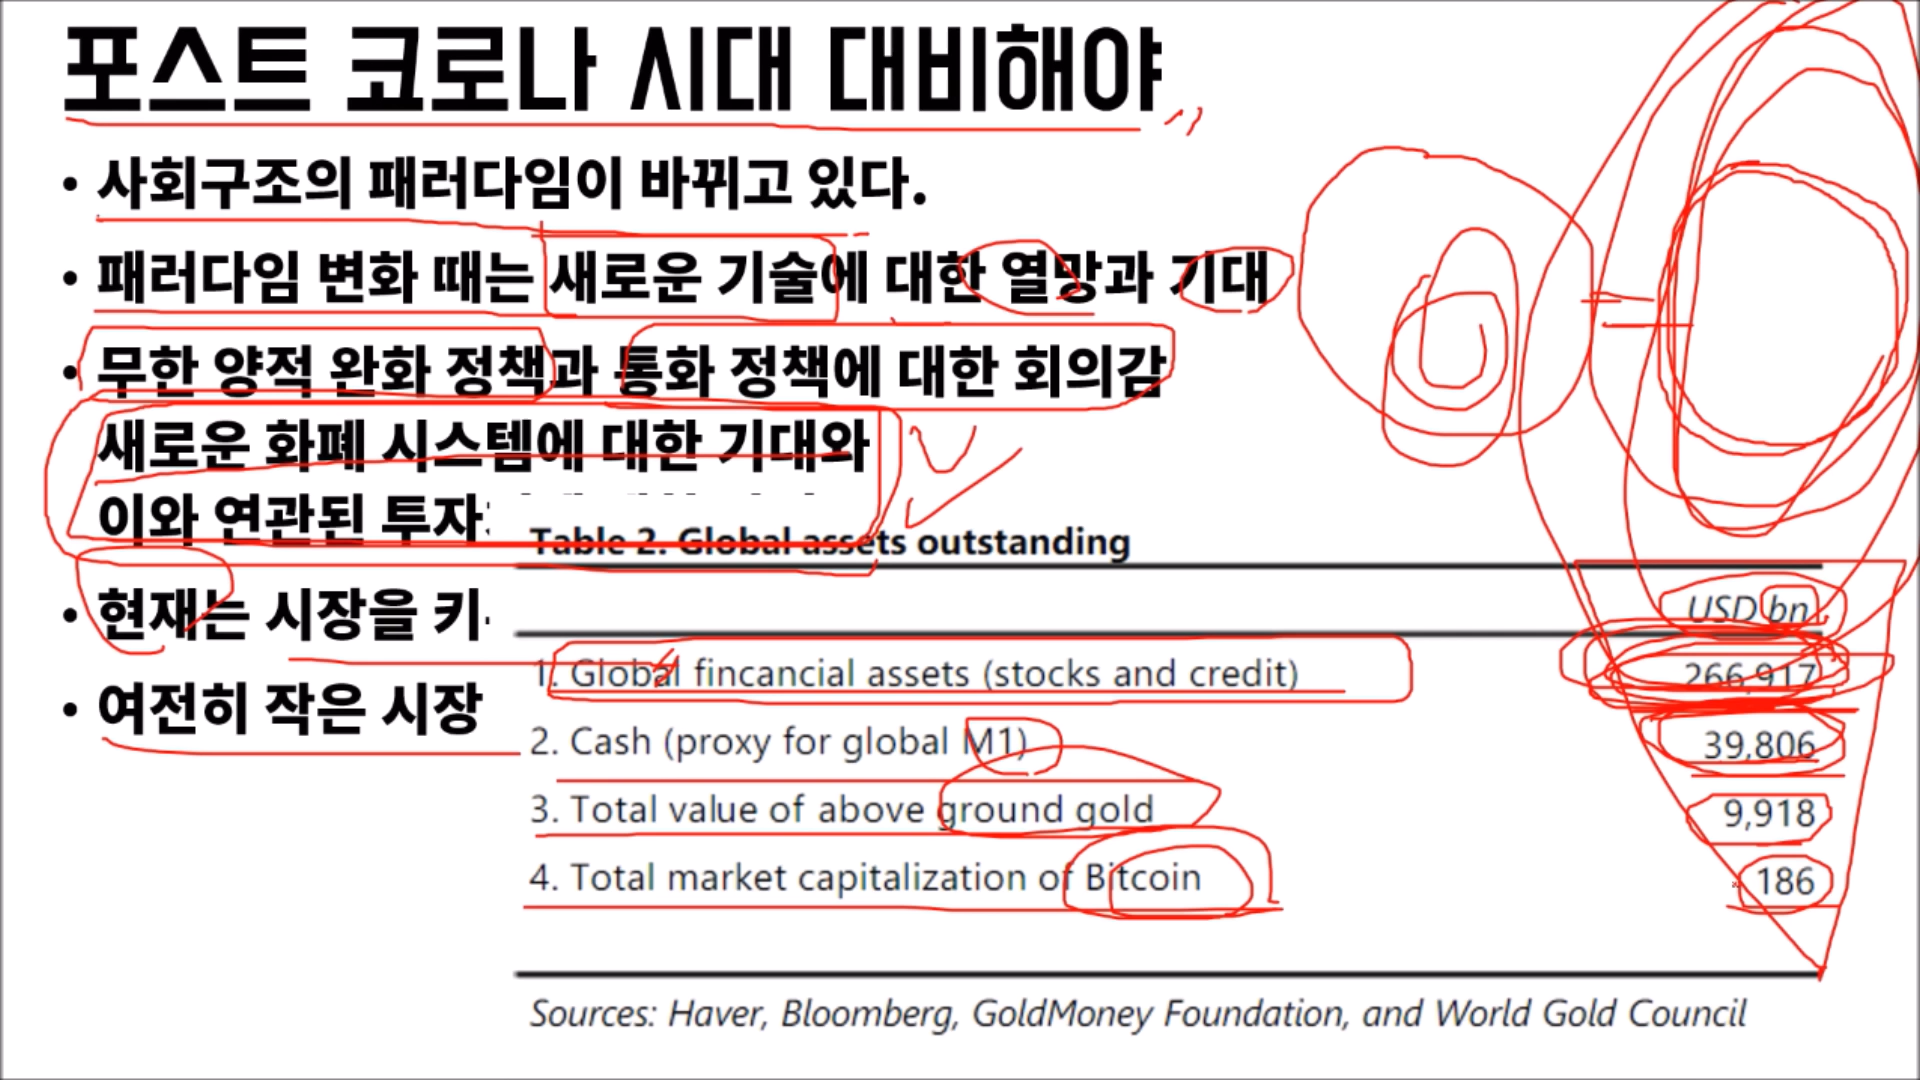 포스트 코로나 시대 대비해야
• 사회구조의 패러다임이 바뀌고 있다.
• 패러다임 변화 때는 새로운 기술에 대한 열망과 기대
• 무한 양적 완화 정책과 통화 정책에 대한 회의감
새로운 화폐 시스템에 대한 기대와
이와 연관된 투자
• 현재는 시장을 키
• 여전히 작은 시장
Table 2. Global assets outstanding
USD bn
1. Global fincancial assets (stocks and credit) 266,917
2. Cash (proxy for global M1) 39,806
3. Total value of above ground gold 9,918
4. Total market capitalization of Bitcoin 186
Sources: Haver, Bloomberg, GoldMoney Foundation, and World Gold Council